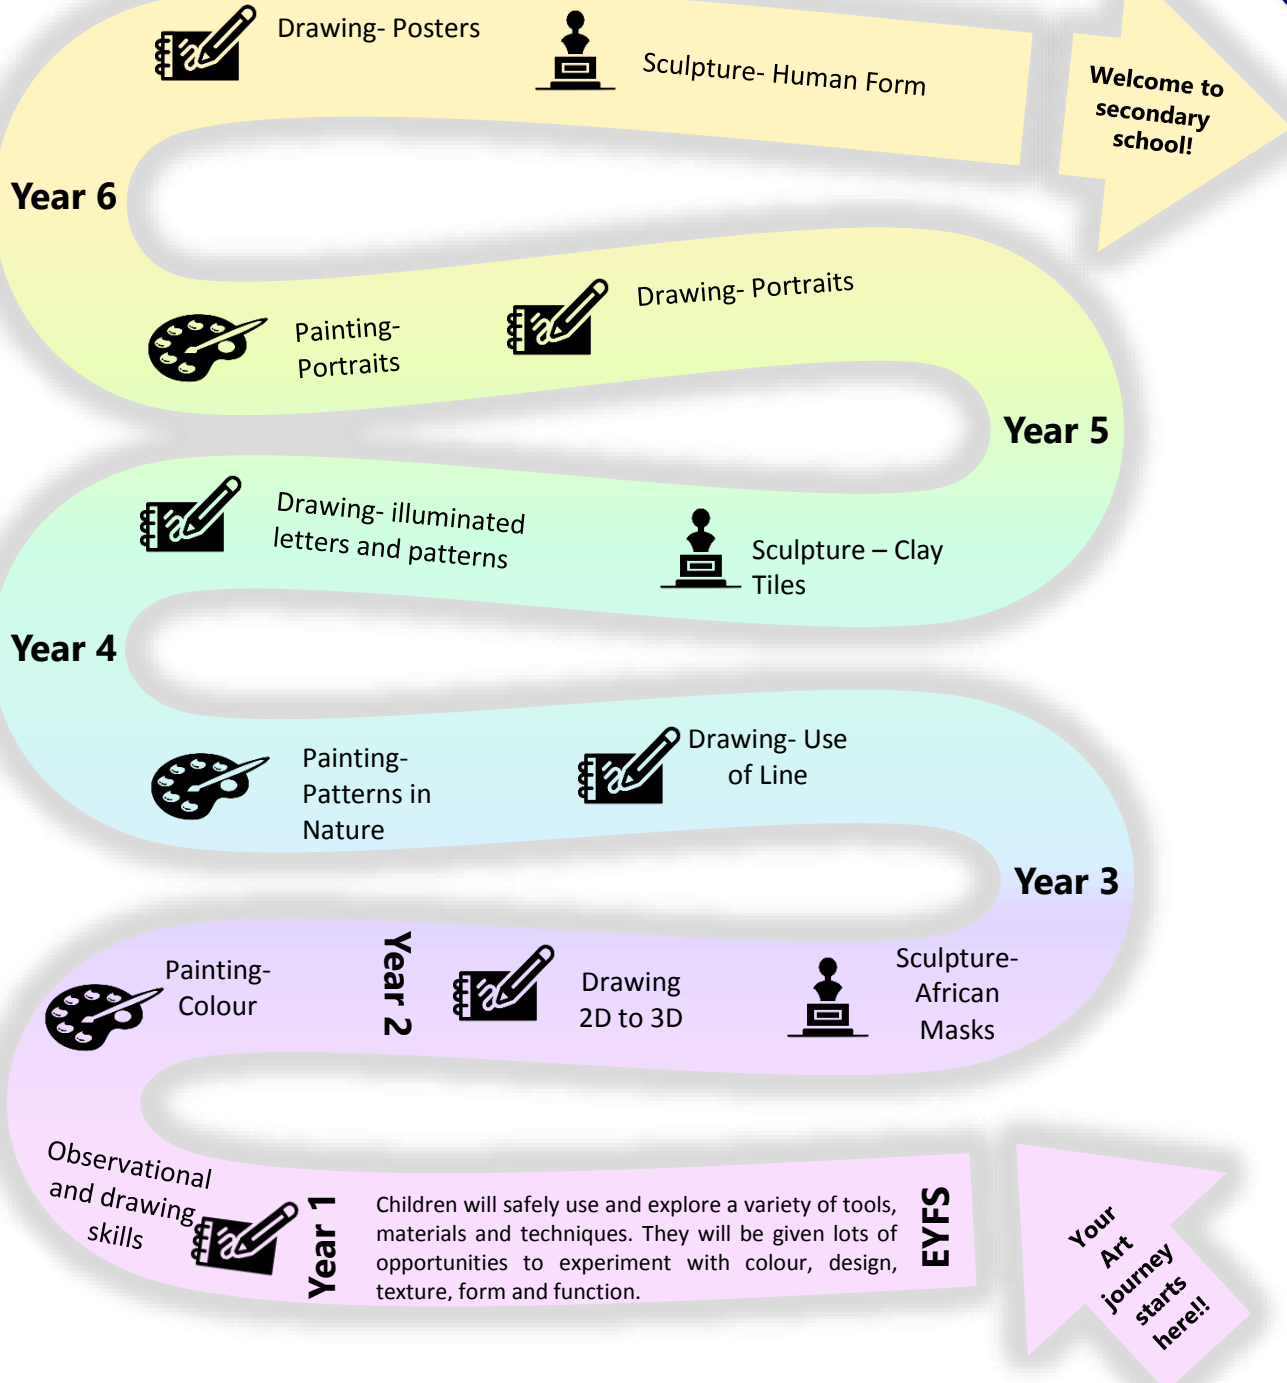 Drawing- Posters
Sculpture- Human Form
Welcome to
secondary
school!
Year 6
Drawing- Portraits
Painting-
Portraits
Year 5
Drawing- illuminated
letters and patterns
Sculpture – Clay
Tiles
Year 4
Painting-
Patterns in
Nature
Drawing- Use
of Line
Year 3
Painting-
Colour
Year 2
Drawing
2D to 3D
Sculpture-
African
Masks
Observational
and drawing
skills
Year 1
Children will safely use and explore a variety of tools,
materials and techniques. They will be given lots of
opportunities to experiment with colour, design,
texture, form and function.
EYFS
Your
Art
journey
starts
here!!